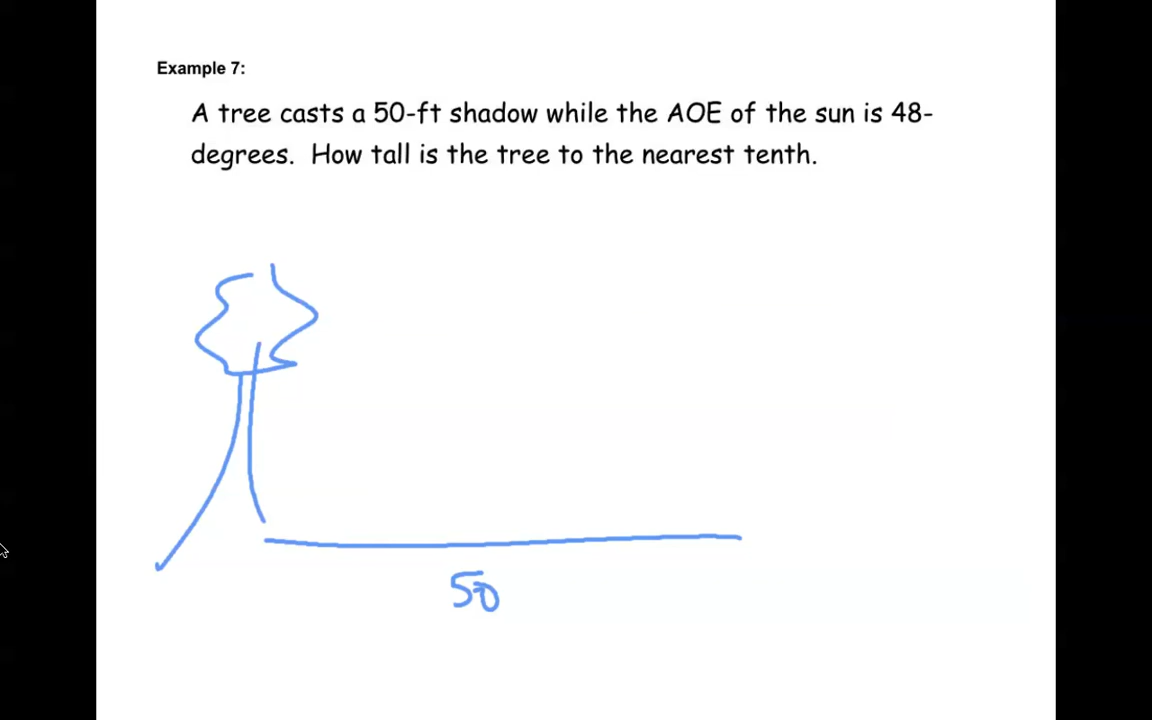 Example 7:
A tree casts a 50-ft shadow while the AOE of the sun is 48-
degrees.  How tall is the tree to the nearest tenth.
50